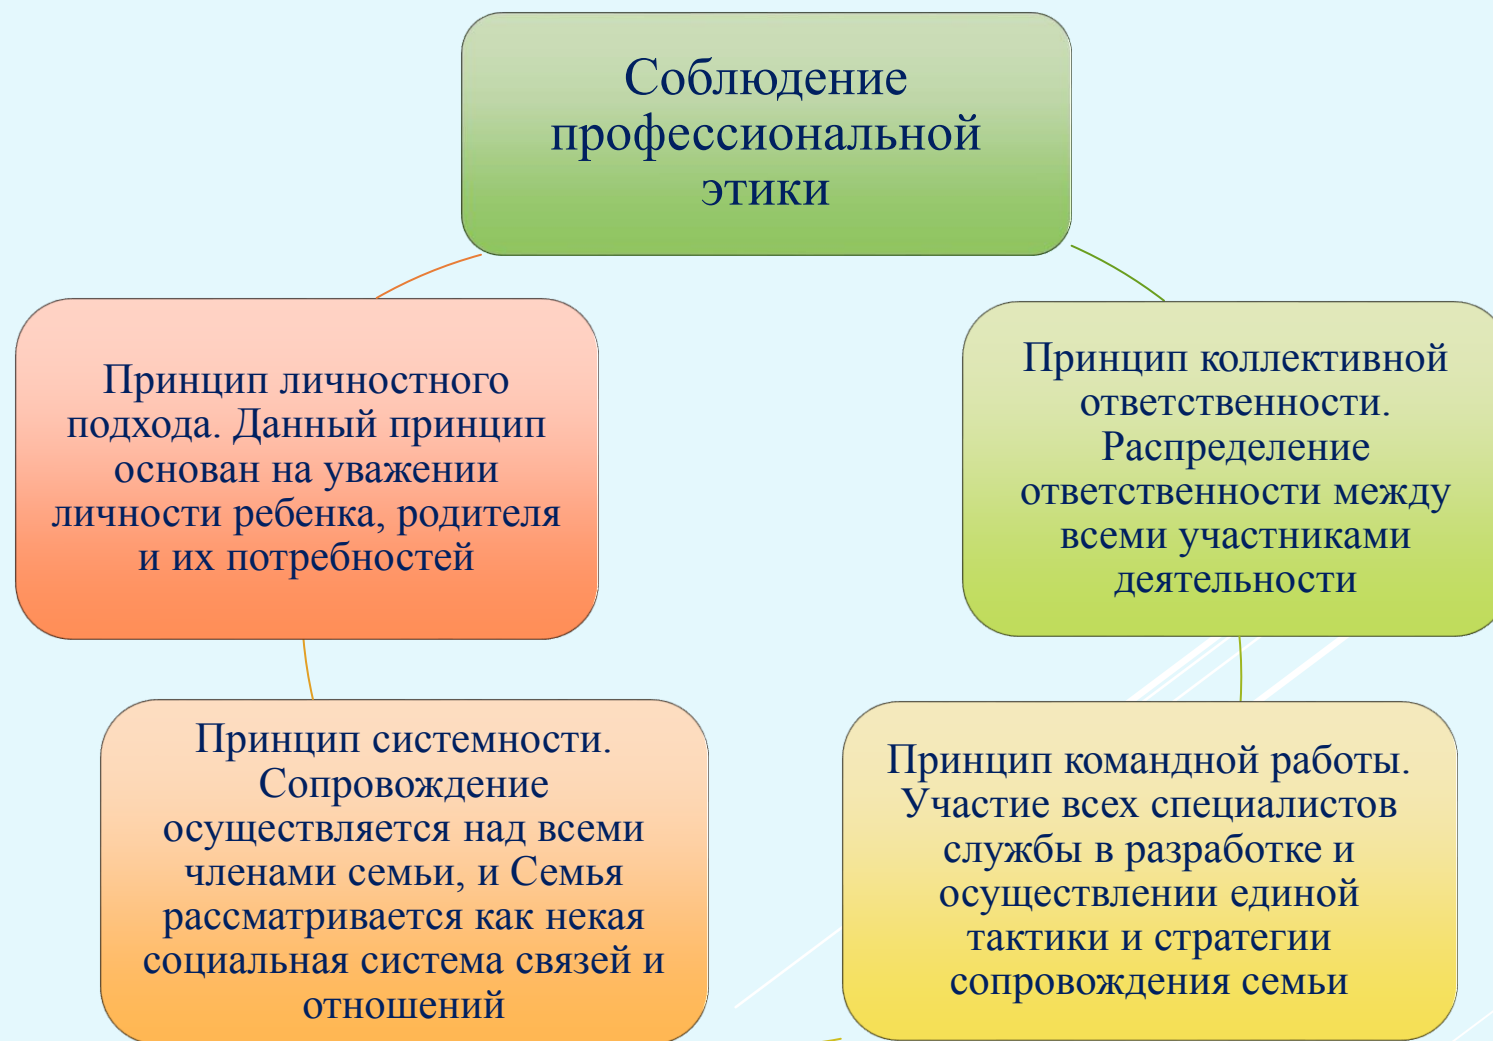 Соблюдение
профессиональной
этики
Принцип личностного
подхода. Данный принцип
основан на уважении
личности ребенка, родителя
и их потребностей
Принцип коллективной
ответственности.
Распределение
ответственности между
всеми участниками
деятельности
Принцип системности.
Сопровождение
осуществляется над всеми
членами семьи, и Семья
рассматривается как некая
социальная система связей и
отношений
Принцип командной работы.
Участие всех специалистов
службы в разработке и
осуществлении единой
тактики и стратегии
сопровождения семьи